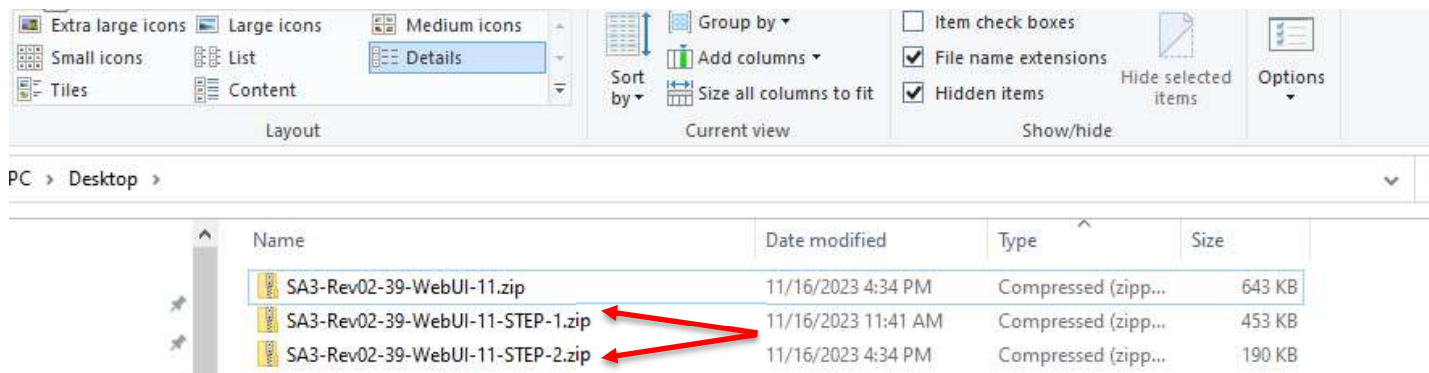 Extra large icons Large icons Medium icons Group by Item check boxes
Small icons List Details Add columns File name extensions
Tiles Content Sort by Size all columns to fit Hidden items Hide selected items Options
Layout Current view Show/hide
PC > Desktop >
Name Date modified Type Size
SA3-Rev02-39-WebUI-11.zip 11/16/2023 4:34 PM Compressed (zipp... 643 KB
SA3-Rev02-39-WebUI-11-STEP-1.zip 11/16/2023 11:41 AM Compressed (zipp... 453 KB
SA3-Rev02-39-WebUI-11-STEP-2.zip 11/16/2023 4:34 PM Compressed (zipp... 190 KB